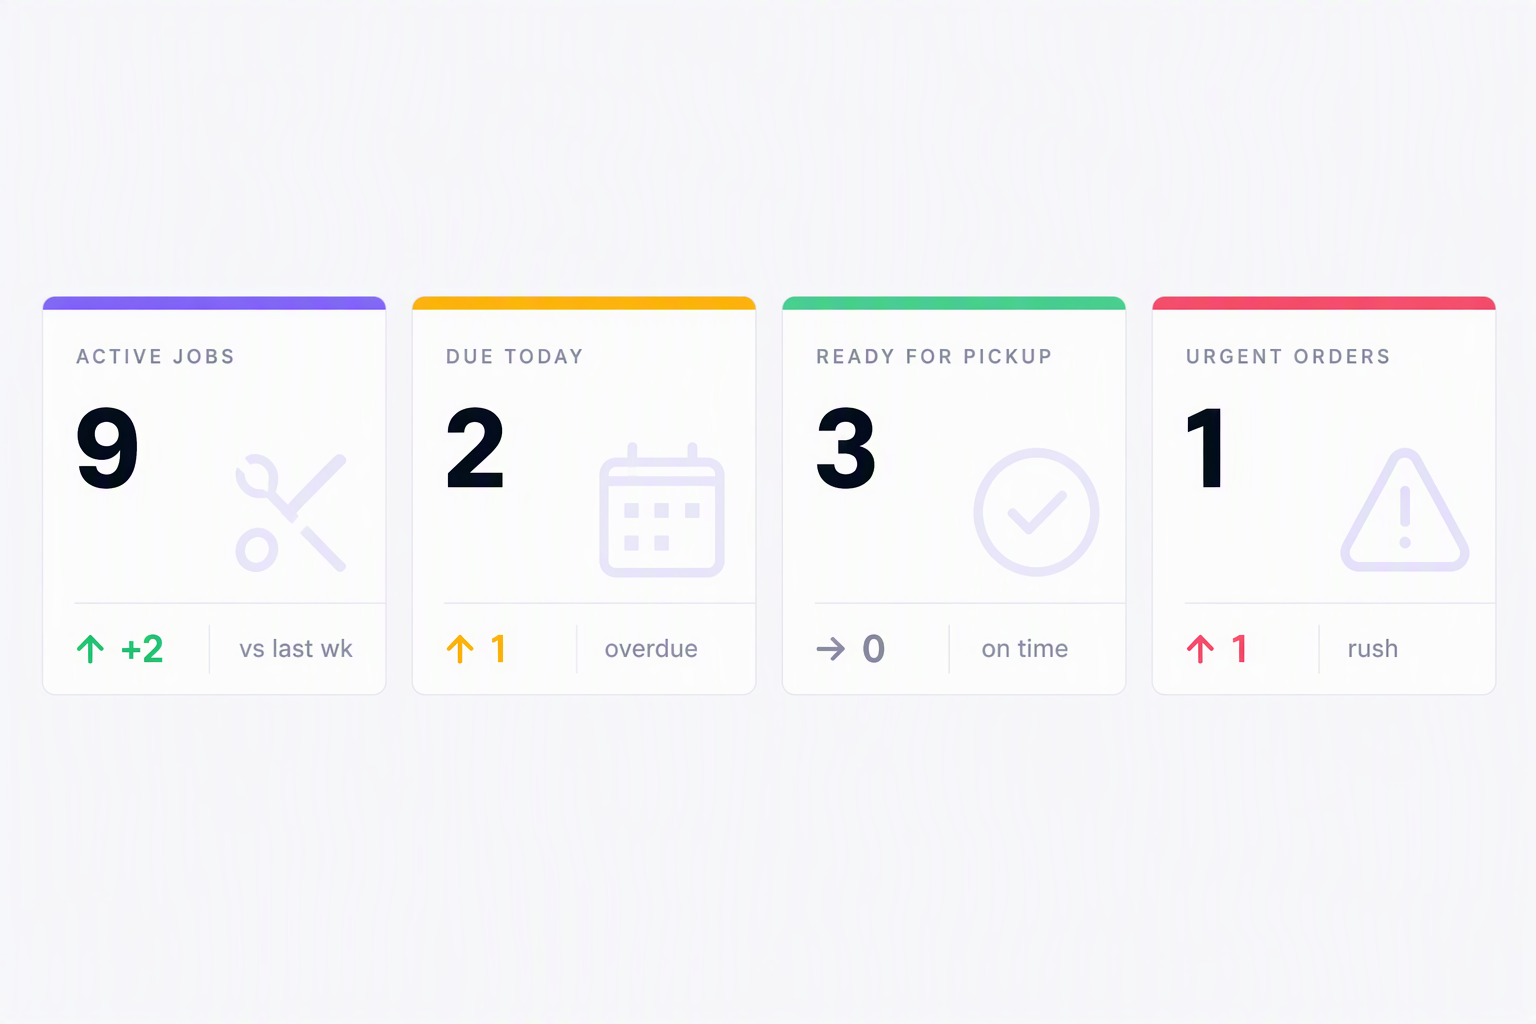 ACTIVE JOBS
9
↑ +2 vs last wk
DUE TODAY
2
↑ 1 overdue
READY FOR PICKUP
3
→ 0 on time
URGENT ORDERS
1
↑ 1 rush